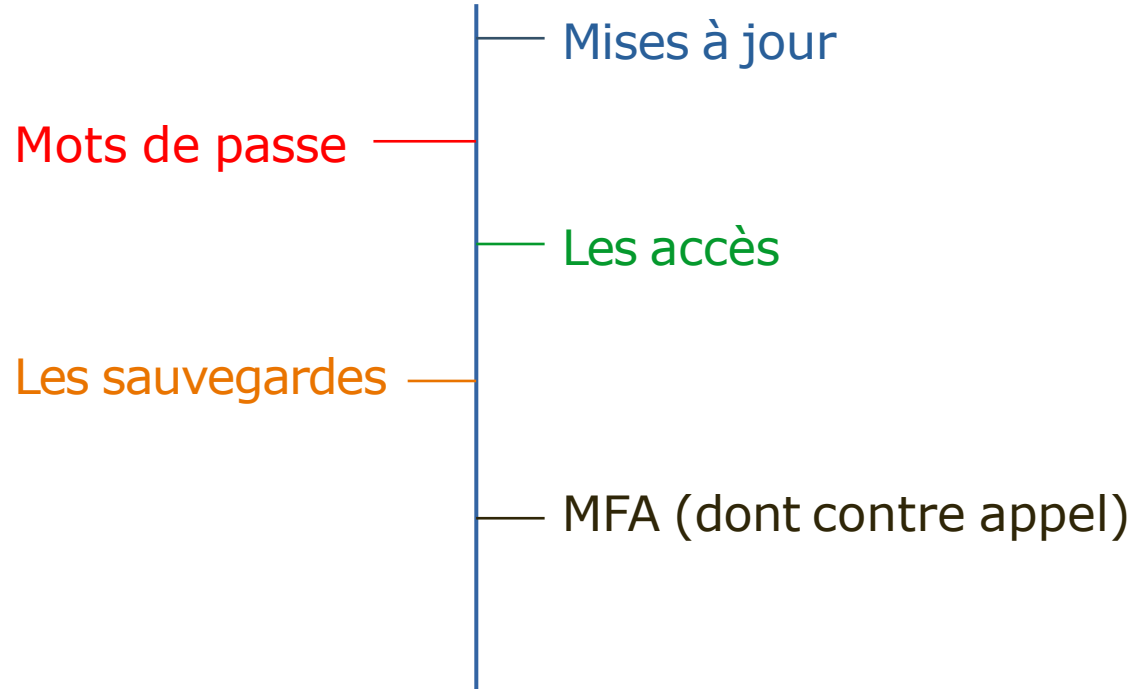 Mises à jour
Mots de passe
Les accès
Les sauvegardes
MFA (dont contre appel)